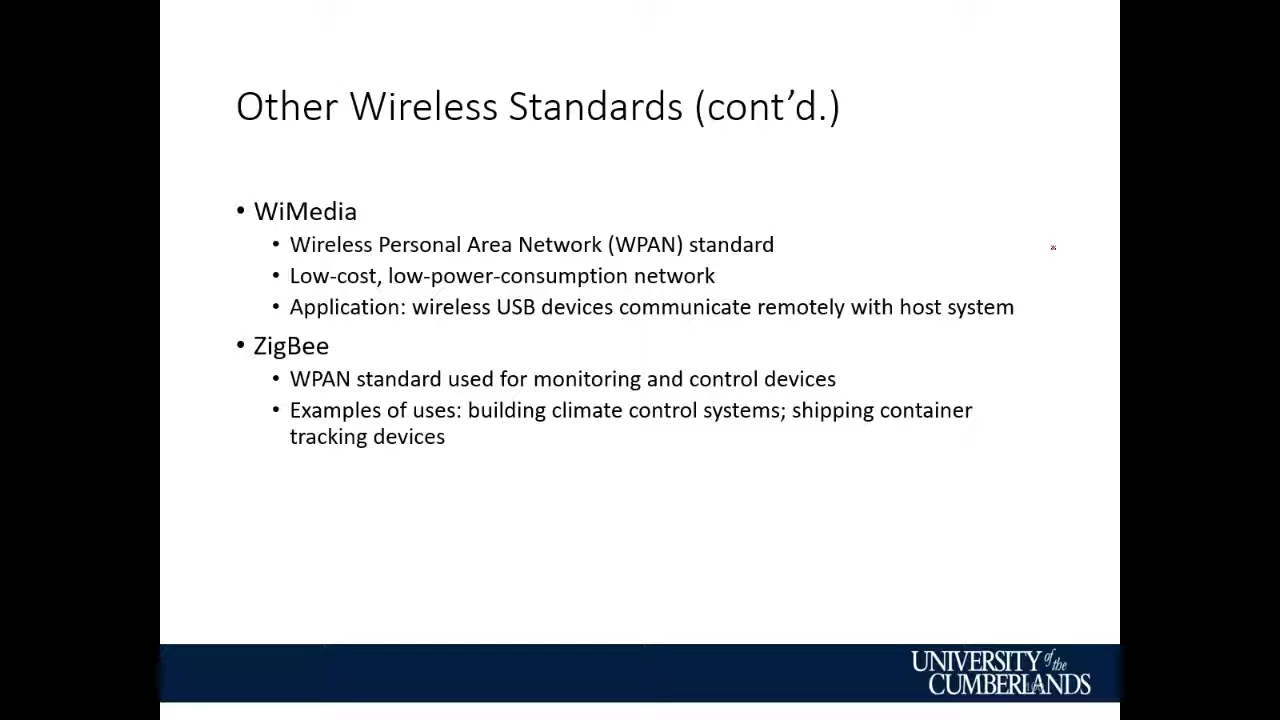 Other Wireless Standards (cont’d.)
• WiMedia
• Wireless Personal Area Network (WPAN) standard
• Low-cost, low-power-consumption network
• Application: wireless USB devices communicate remotely with host system
• ZigBee
• WPAN standard used for monitoring and control devices
• Examples of uses: building climate control systems; shipping container
tracking devices
UNIVERSITY of the
CUMBERLANDS